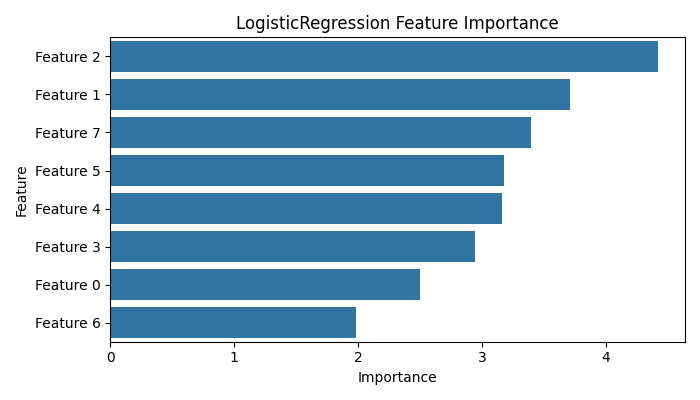 LogisticRegression Feature Importance
Feature 2
Feature 1
Feature 7
Feature 5
Feature 4
Feature 3
Feature 0
Feature 6
Feature
0 1 2 3 4
Importance